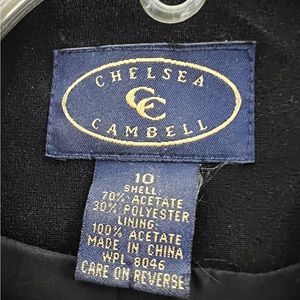 CHELSEA
CC
CAMBELL
10
SHELL:
70% ACETATE
30% POLYESTER
LINING:
100% ACETATE
MADE IN CHINA
WPL 8046
CARE ON REVERSE